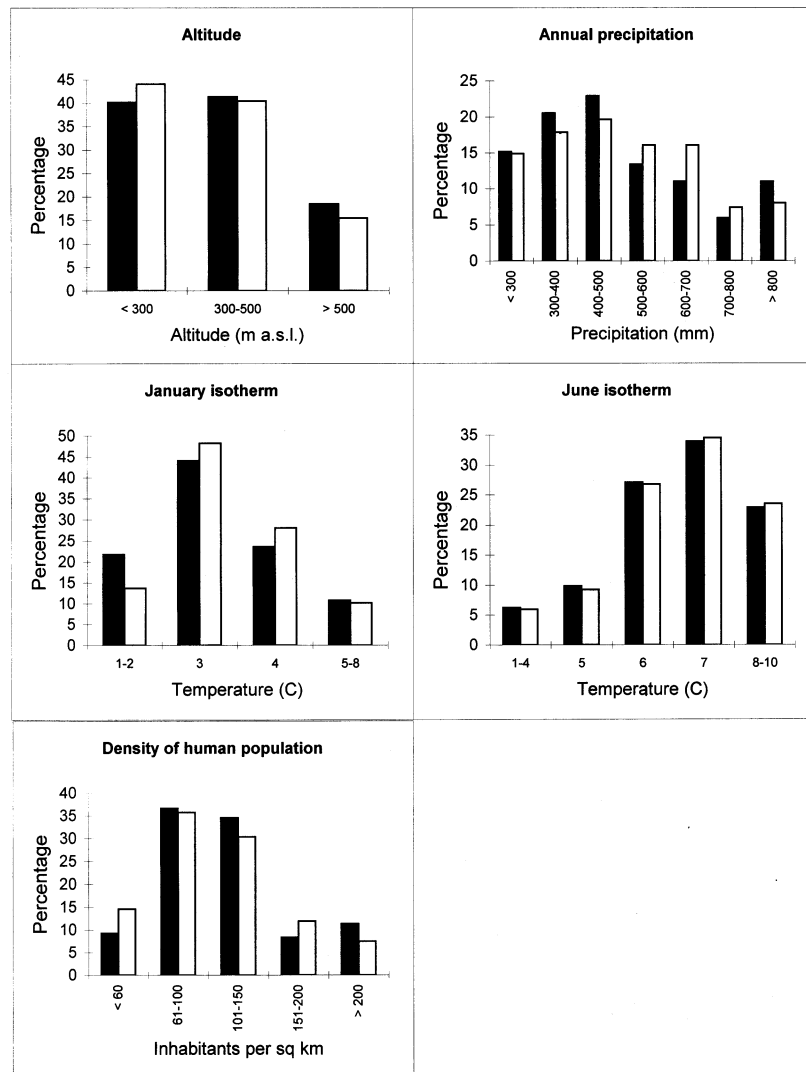 Altitude
Percentage
45
40
35
30
25
20
15
10
5
0
< 300 300-500 > 500
Altitude (m a.s.l.)
Annual precipitation
Percentage
25
20
15
10
5
0
< 300 300-400 400-500 500-600 600-700 700-800 > 800
Precipitation (mm)
January isotherm
Percentage
50
45
40
35
30
25
20
15
10
5
0
1-2 3 4 5-8
Temperature (C)
June isotherm
Percentage
35
30
25
20
15
10
5
0
1-4 5 6 7 8-10
Temperature (C)
Density of human population
Percentage
40
35
30
25
20
15
10
5
0
< 60 61-100 101-150 151-200 > 200
Inhabitants per sq km